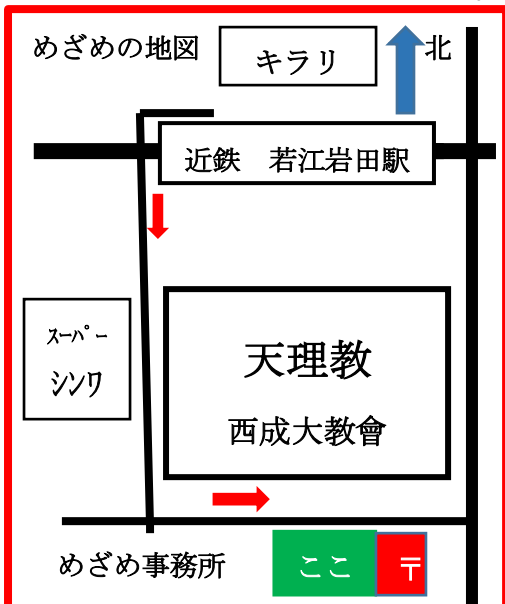 めざめの地図
キラリ
北
近鉄　若江岩田駅
ｽｰﾊﾟｰ
ｼﾝﾜ
天理教
西成大教會
めざめ事務所
ここ
〒